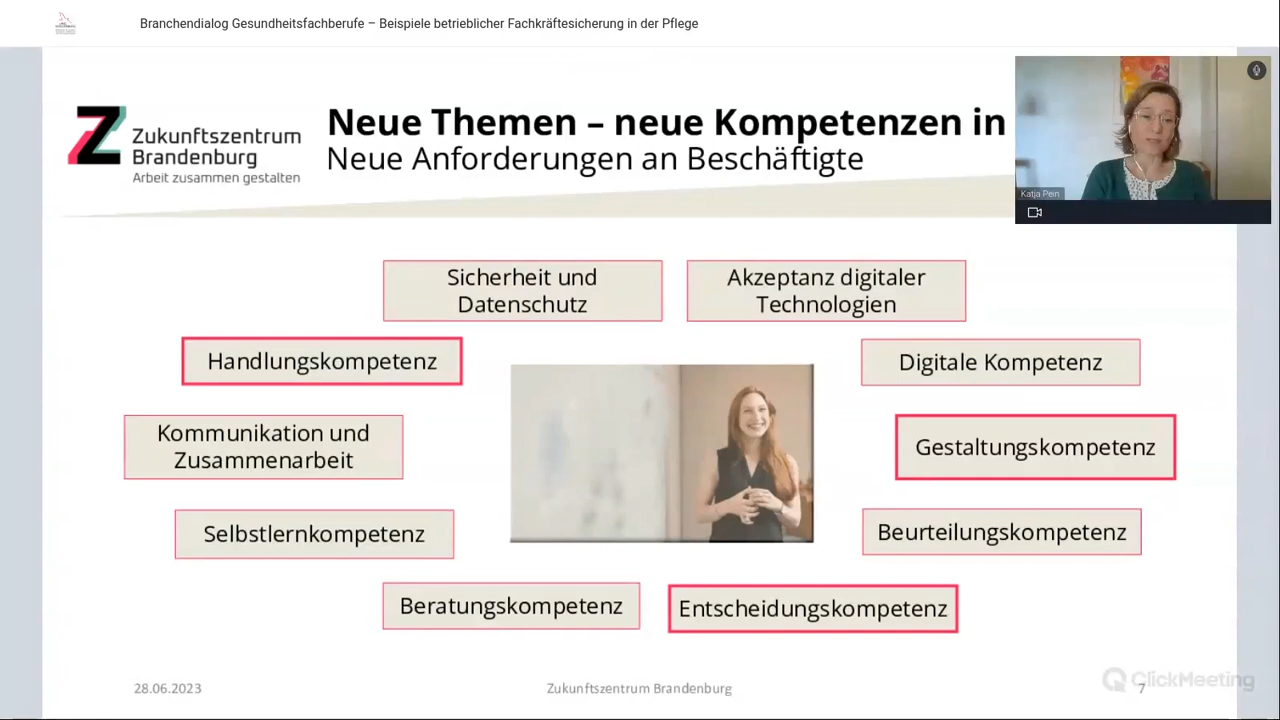 Branchendialog Gesundheitsfachberufe – Beispiele betrieblicher Fachkräftesicherung in der Pflege
Zukunftszentrum
Brandenburg
Arbeit zusammen gestalten
Neue Themen – neue Kompetenzen in
Neue Anforderungen an Beschäftigte
Katja Pein
Sicherheit und
Datenschutz
Akzeptanz digitaler
Technologien
Handlungskompetenz
Digitale Kompetenz
Kommunikation und
Zusammenarbeit
Gestaltungskompetenz
Selbstlernkompetenz
Beurteilungskompetenz
Beratungskompetenz
Entscheidungskompetenz
28.06.2023
Zukunftszentrum Brandenburg
7
ClickMeeting